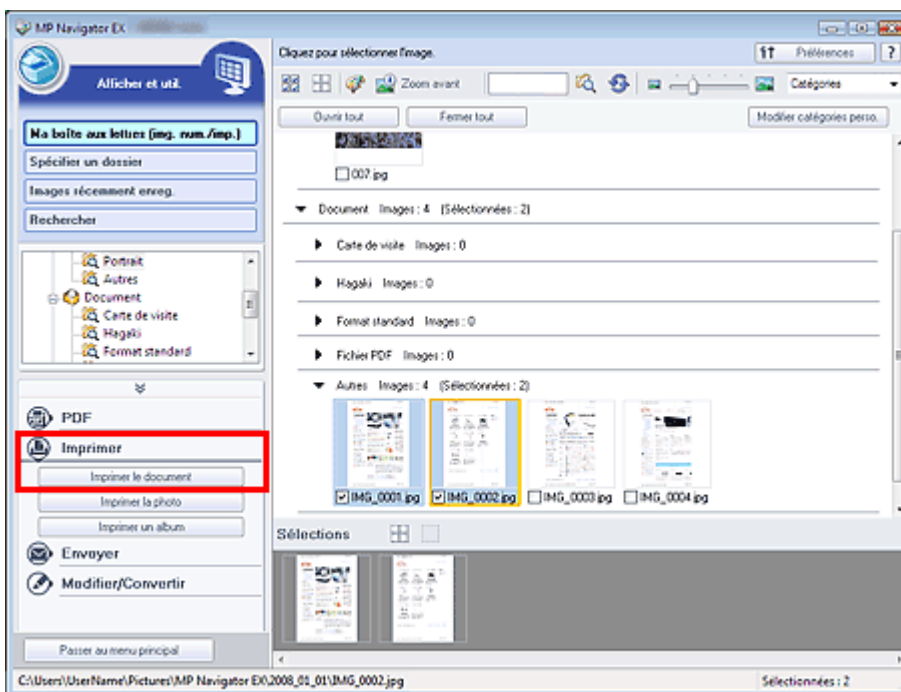 MP Navigator EX
Afficher et util.
Ma boîte aux lettres (img. num./imp.)
Spécifier un dossier
Images récemment enreg.
Rechercher
Portrait
Autres
Document
Carte de visite
Hagaki
Format standard
PDF
Imprimer
Imprimer le document
Imprimer la photo
Imprimer un album
Envoyer
Modifier/Convertir
Passer au menu principal
Cliquez pour sélectionner l'image.
Préférences
?
Zoom avant
Catégories
Ouvrir tout
Fermer tout
Modifier catégories perso.
007.jpg
Document Images : 4 (Sélectionnées : 2)
Carte de visite Images : 0
Hagaki Images : 0
Format standard Images : 0
Fichier PDF Images : 0
Autres Images : 4 (Sélectionnées : 2)
IMG_0001.jpg
IMG_0002.jpg
IMG_0003.jpg
IMG_0004.jpg
Sélections
C:\Users\UserName\Pictures\MP Navigator EX\2008_01_01\IMG_0002.jpg
Sélectionnées : 2